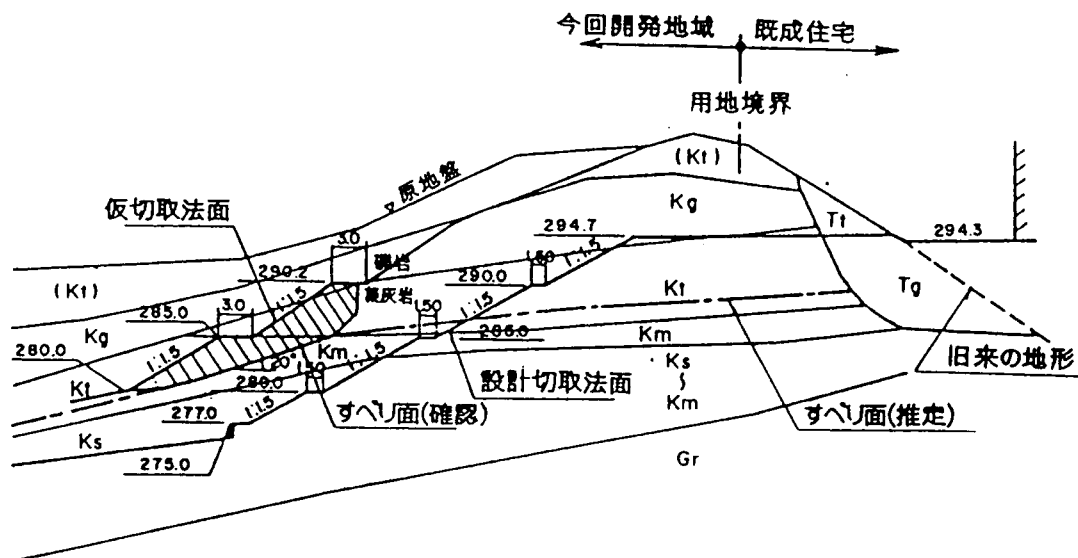 今回開発地域 既成住宅
用地境界
(Kt)
原地盤
仮切取法面
Kg
Tt
3.0
294.7
294.3
礫岩
1.50
1:1.5
290.2
290.0
(Kt)
凝灰岩
1:1.5
Kt
Tg
3.0
1:1.5
1.50
285.0
286.0
Kg
Km
1:1.5
Km
280.0
1:1.5
20°
1.50
Ks
旧来の地形
Kt
280.0
設計切取法面
Km
277.0
1:1.5
すべり面(確認)
すべり面(推定)
Ks
Gr
275.0